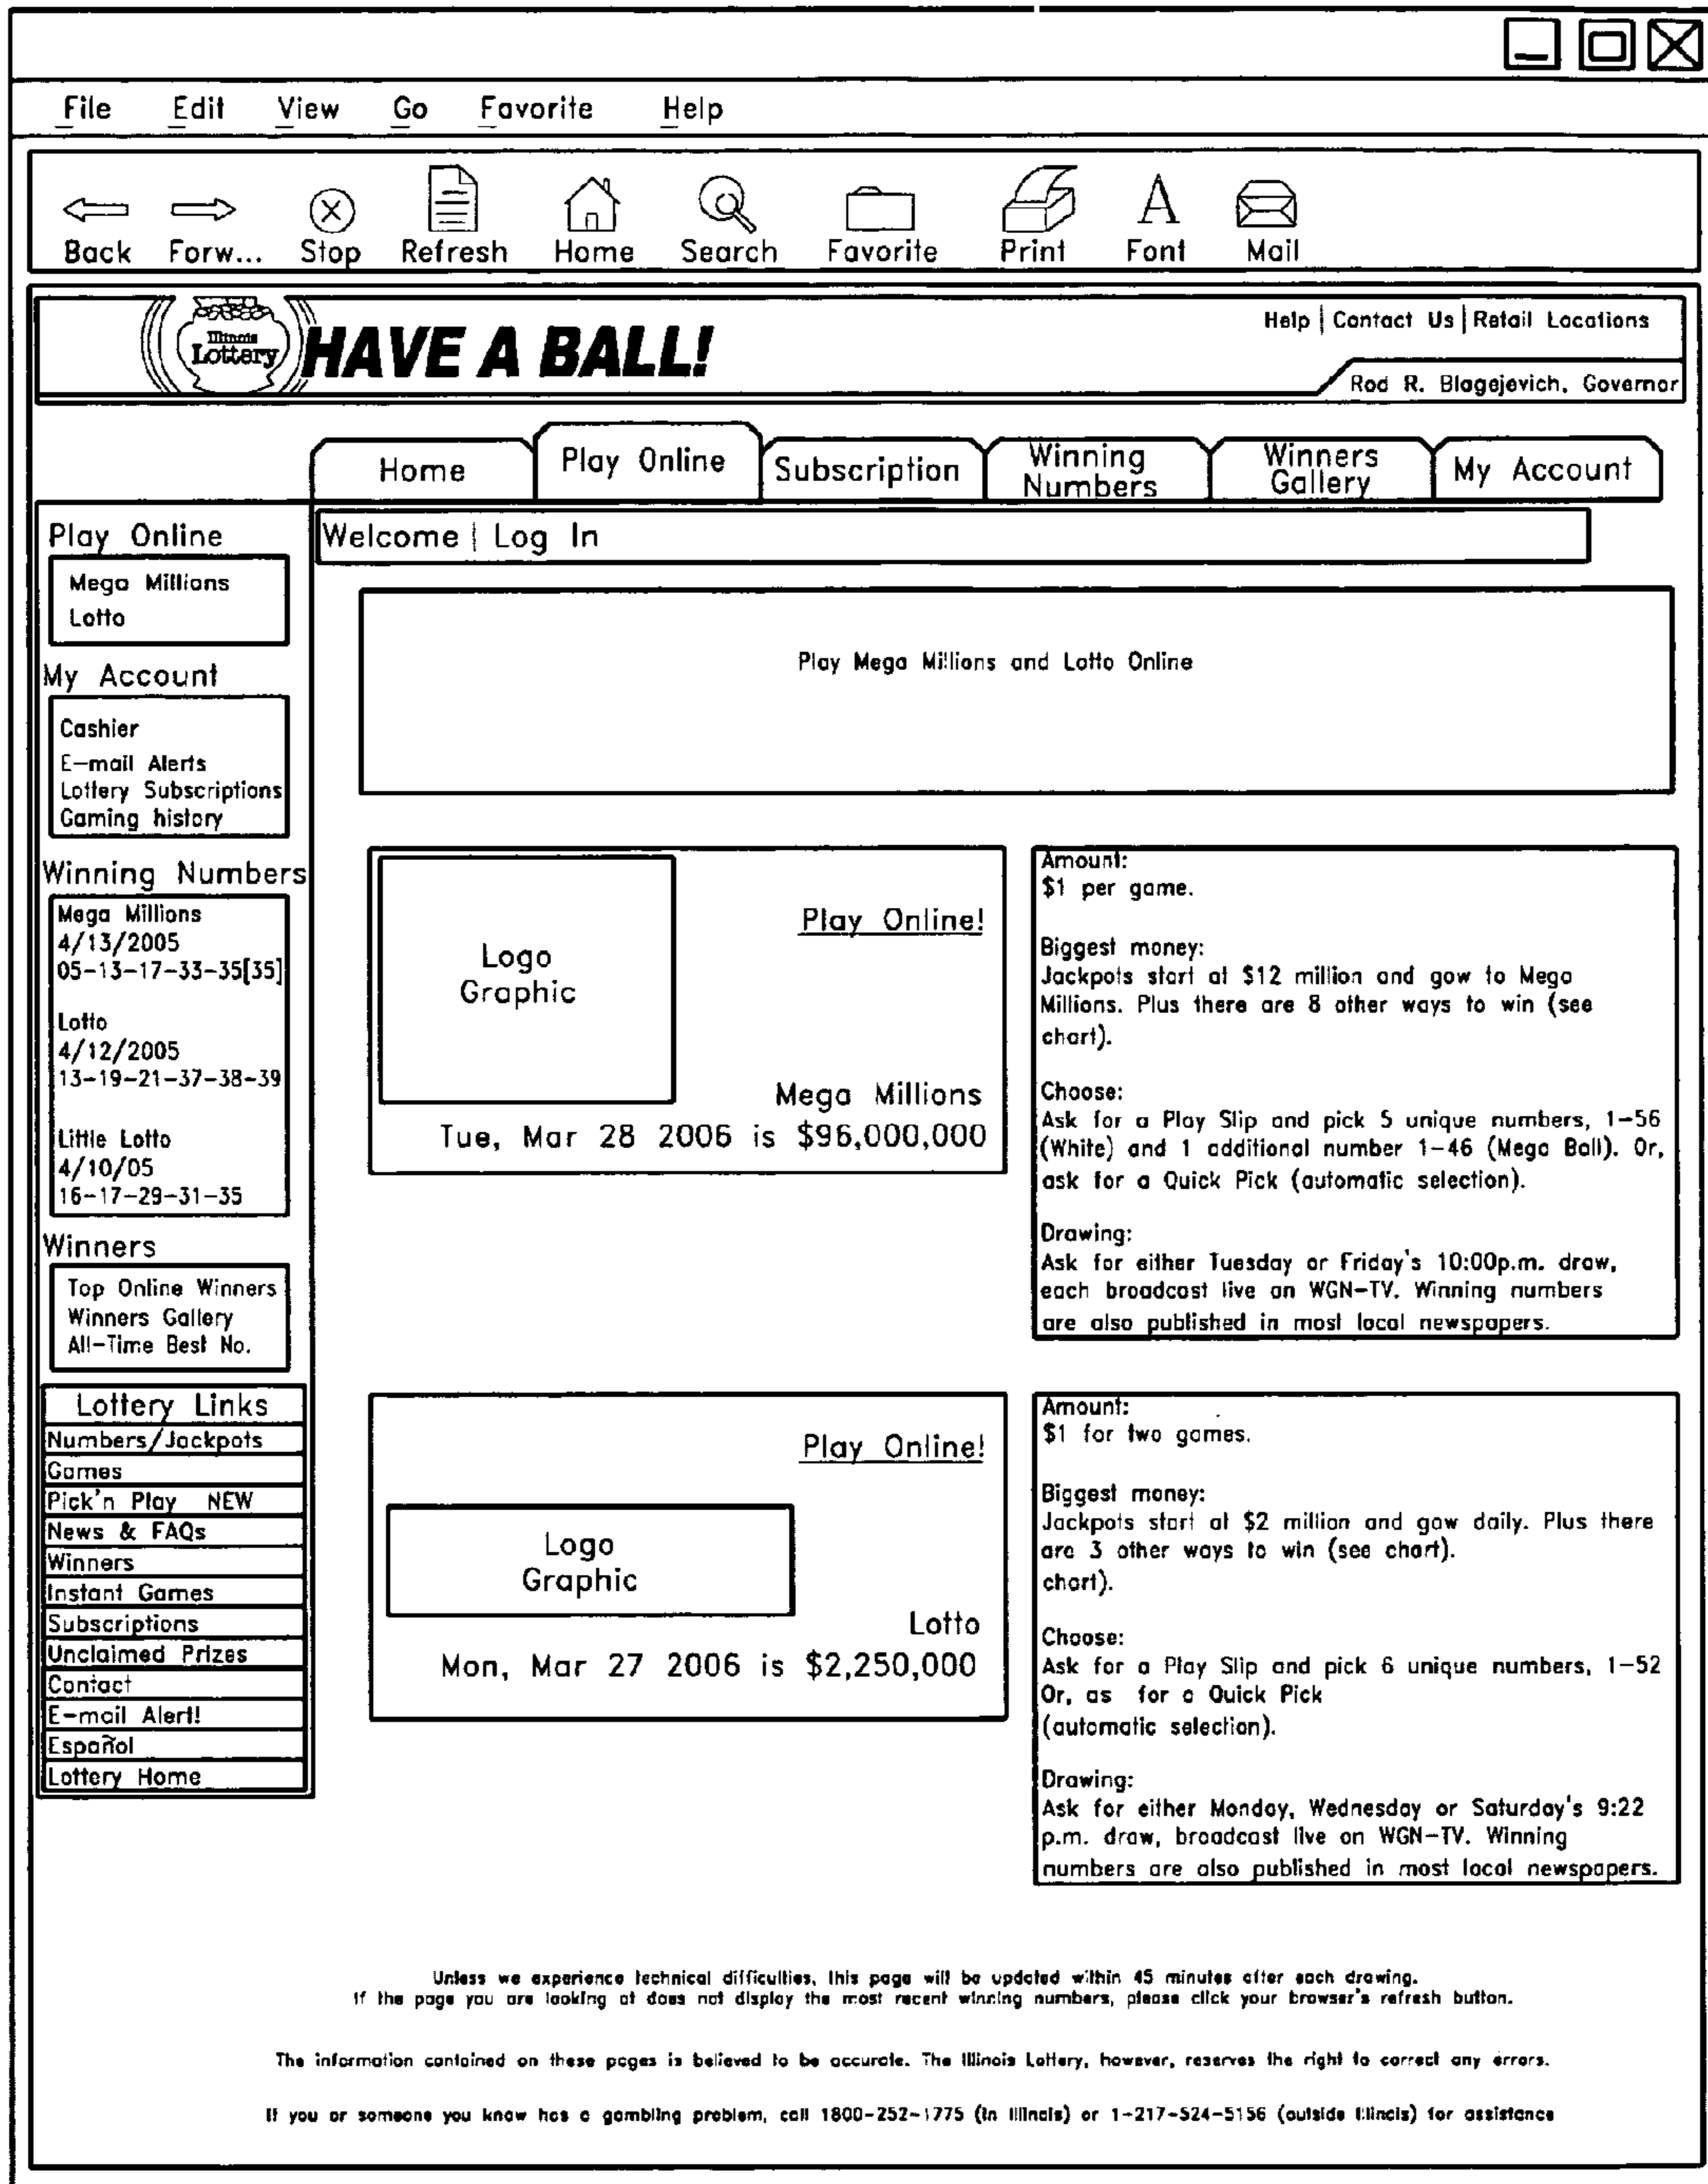 File Edit View Go Favorite Help
Back Forw... Stop Refresh Home Search Favorite Print Font Mail
Illinois
Lottery
HAVE A BALL!
Help | Contact Us | Retail Locations
Rod R. Blagejevich, Governor
Home
Play Online
Subscription
Winning
Numbers
Winners
Gallery
My Account
Play Online
Mega Millions
Lotto
My Account
Cashier
E-mail Alerts
Lottery Subscriptions
Gaming history
Winning Numbers
Mega Millions
4/13/2005
05-13-17-33-35[35]
Lotto
4/12/2005
13-19-21-37-38-39
Little Lotto
4/10/05
16-17-29-31-35
Winners
Top Online Winners
Winners Gallery
All-Time Best No.
Lottery Links
Numbers/Jackpots
Games
Pick'n Play NEW
News & FAQs
Winners
Instant Games
Subscriptions
Unclaimed Prizes
Contact
E-mail Alert!
Español
Lottery Home
Welcome | Log In
Play Mega Millions and Lotto Online
Logo
Graphic
Play Online!
Mega Millions
Tue, Mar 28 2006 is $96,000,000
Amount:
$1 per game.
Biggest money:
Jackpots start at $12 million and gow to Mega
Millions. Plus there are 8 other ways to win (see
chart).
Choose:
Ask for a Play Slip and pick 5 unique numbers, 1-56
(White) and 1 additional number 1-46 (Mega Ball). Or,
ask for a Quick Pick (automatic selection).
Drawing:
Ask for either Tuesday or Friday's 10:00p.m. draw,
each broadcast live on WGN-TV. Winning numbers
are also published in most local newspapers.
Play Online!
Logo
Graphic
Lotto
Mon, Mar 27 2006 is $2,250,000
Amount:
$1 for two games.
Biggest money:
Jackpots start at $2 million and gow daily. Plus there
are 3 other ways to win (see chart).
chart).
Choose:
Ask for a Play Slip and pick 6 unique numbers, 1-52
Or, as for a Quick Pick
(automatic selection).
Drawing:
Ask for either Monday, Wednesday or Saturday's 9:22
p.m. draw, broadcast live on WGN-TV. Winning
numbers are also published in most local newspapers.
Unless we experience technical difficulties, this page will be updated within 45 minutes after each drawing.
If the page you are looking at does not display the most recent winning numbers, please click your browser's refresh button.
The information contained on these pages is believed to be accurate. The Illinois Lottery, however, reserves the right to correct any errors.
If you or someone you know has a gambling problem, call 1800-252-1775 (in Illinois) or 1-217-524-5156 (outside Illinois) for assistance